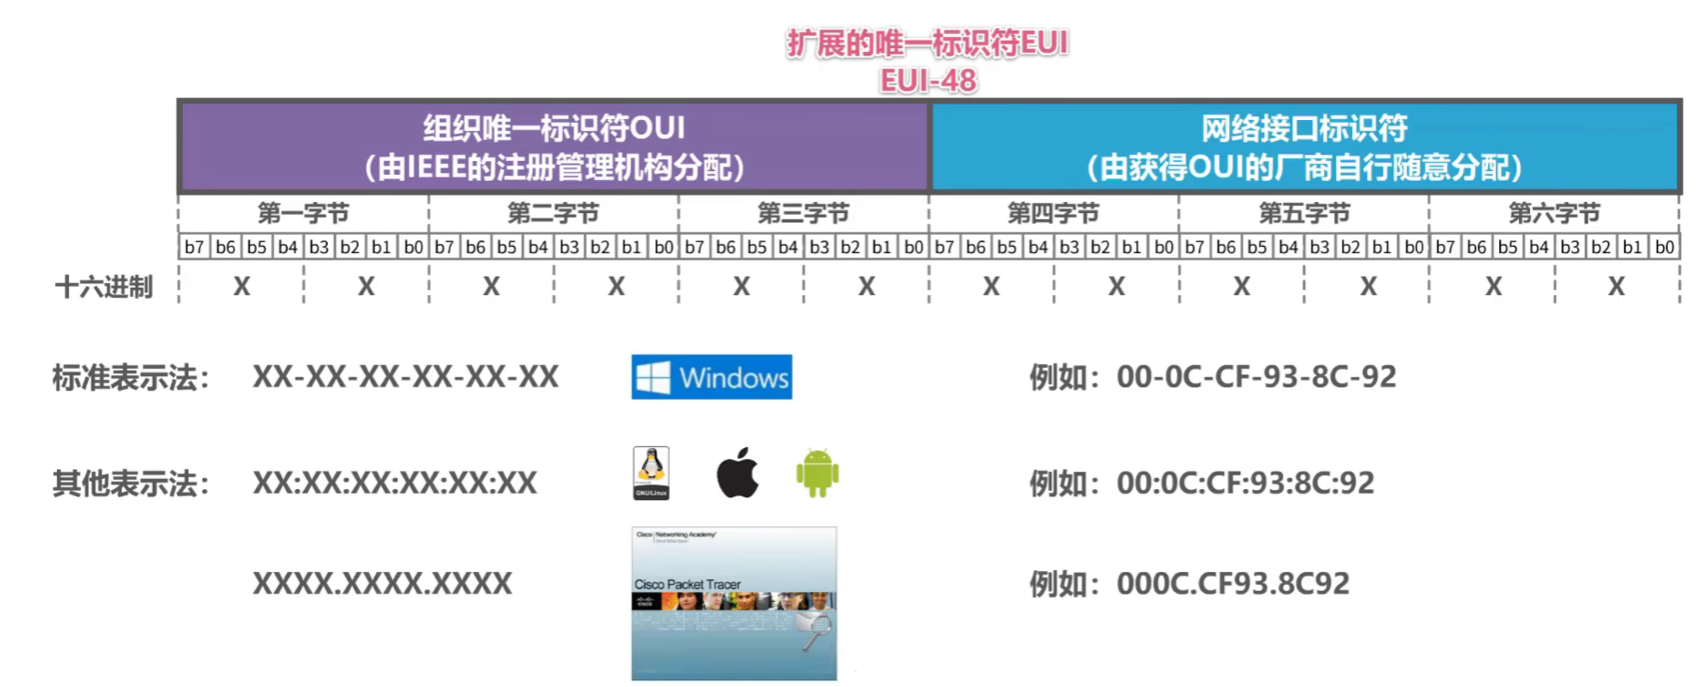 扩展的唯一标识符EUI
EUI-48
组织唯一标识符OUI
（由IEEE的注册管理机构分配）
网络接口标识符
（由获得OUI的厂商自行随意分配）
第一字节 第二字节 第三字节 第四字节 第五字节 第六字节
b7 b6 b5 b4 b3 b2 b1 b0 b7 b6 b5 b4 b3 b2 b1 b0 b7 b6 b5 b4 b3 b2 b1 b0 b7 b6 b5 b4 b3 b2 b1 b0 b7 b6 b5 b4 b3 b2 b1 b0 b7 b6 b5 b4 b3 b2 b1 b0
十六进制 X X X X X X X X X X X X
标准表示法： XX-XX-XX-XX-XX-XX Windows 例如：00-0C-CF-93-8C-92
其他表示法： XX:XX:XX:XX:XX:XX 例如：00:0C:CF:93:8C:92
GNU/Linux
Cisco Networking Academy
XXXX.XXXX.XXXX 例如：000C.CF93.8C92
Cisco Packet Tracer
CISCO